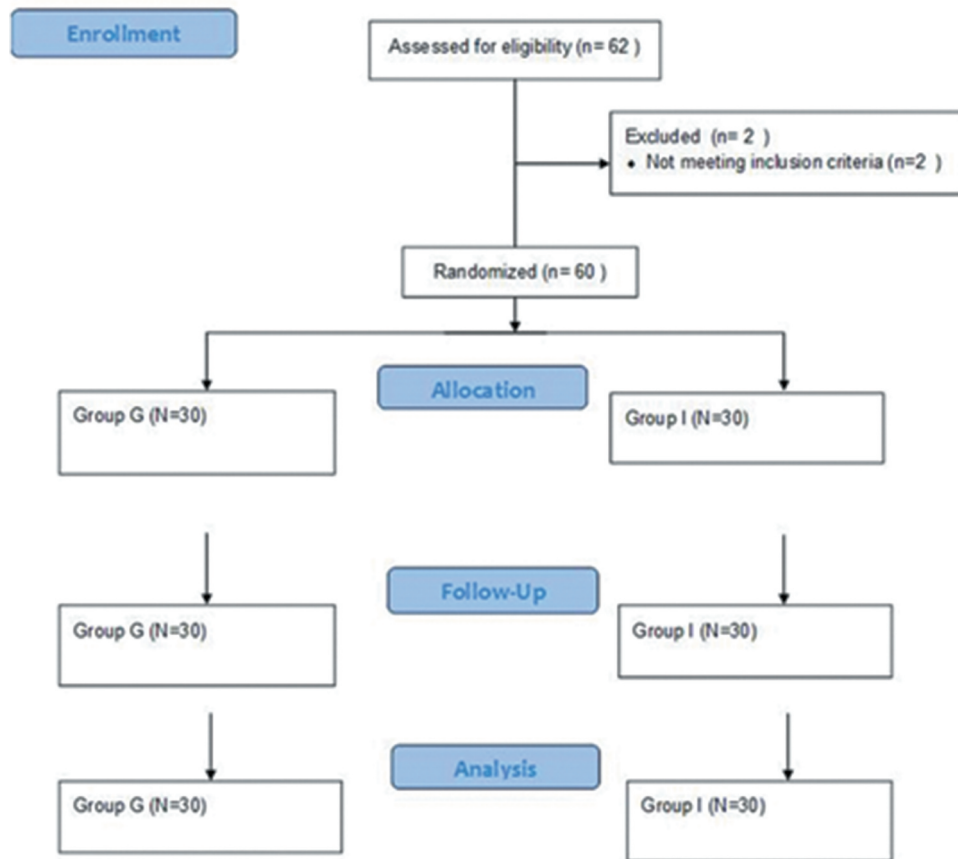 Enrollment
Assessed for eligibility (n= 62 )
Excluded (n= 2 )
• Not meeting inclusion criteria (n=2 )
Randomized (n= 60 )
Allocation
Group G (N=30)
Group I (N=30)
Follow-Up
Group G (N=30)
Group I (N=30)
Analysis
Group G (N=30)
Group I (N=30)